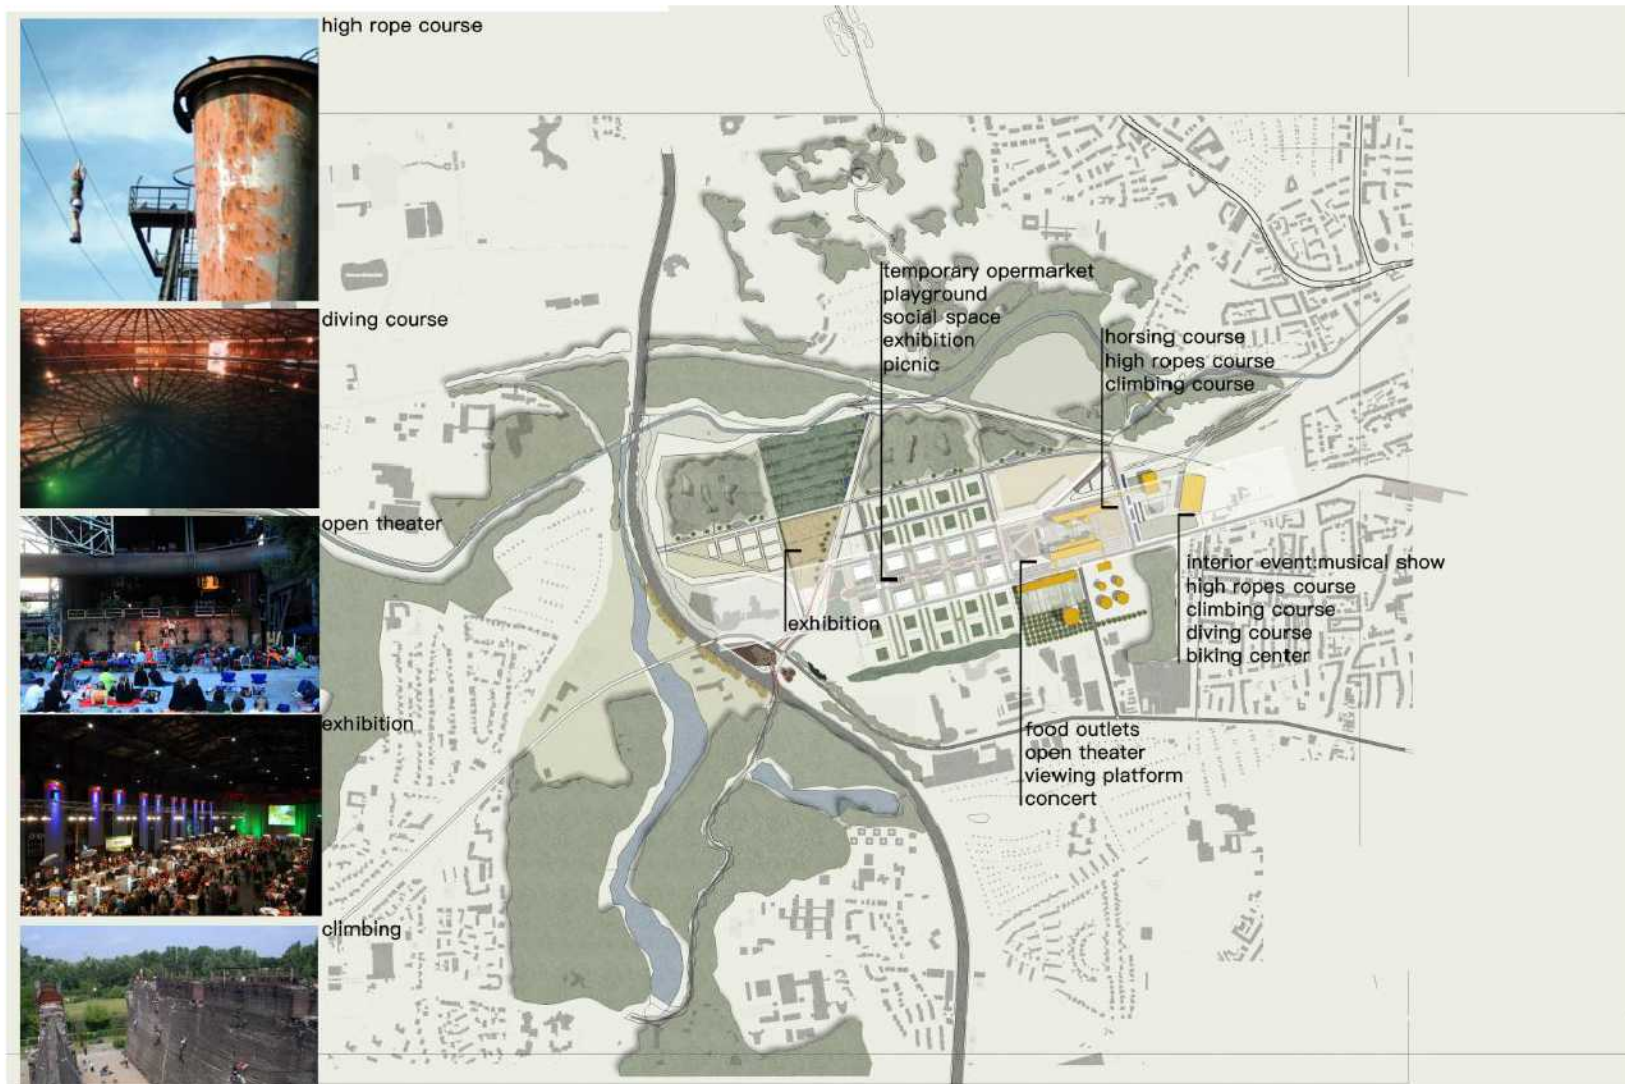 high rope course
diving course
open theater
exhibition
climbing
temporary opermarket
playground
social space
exhibition
picnic
horsing course
high ropes course
climbing course
exhibition
interior event:musical show
high ropes course
climbing course
diving course
biking center
food outlets
open theater
viewing platform
concert